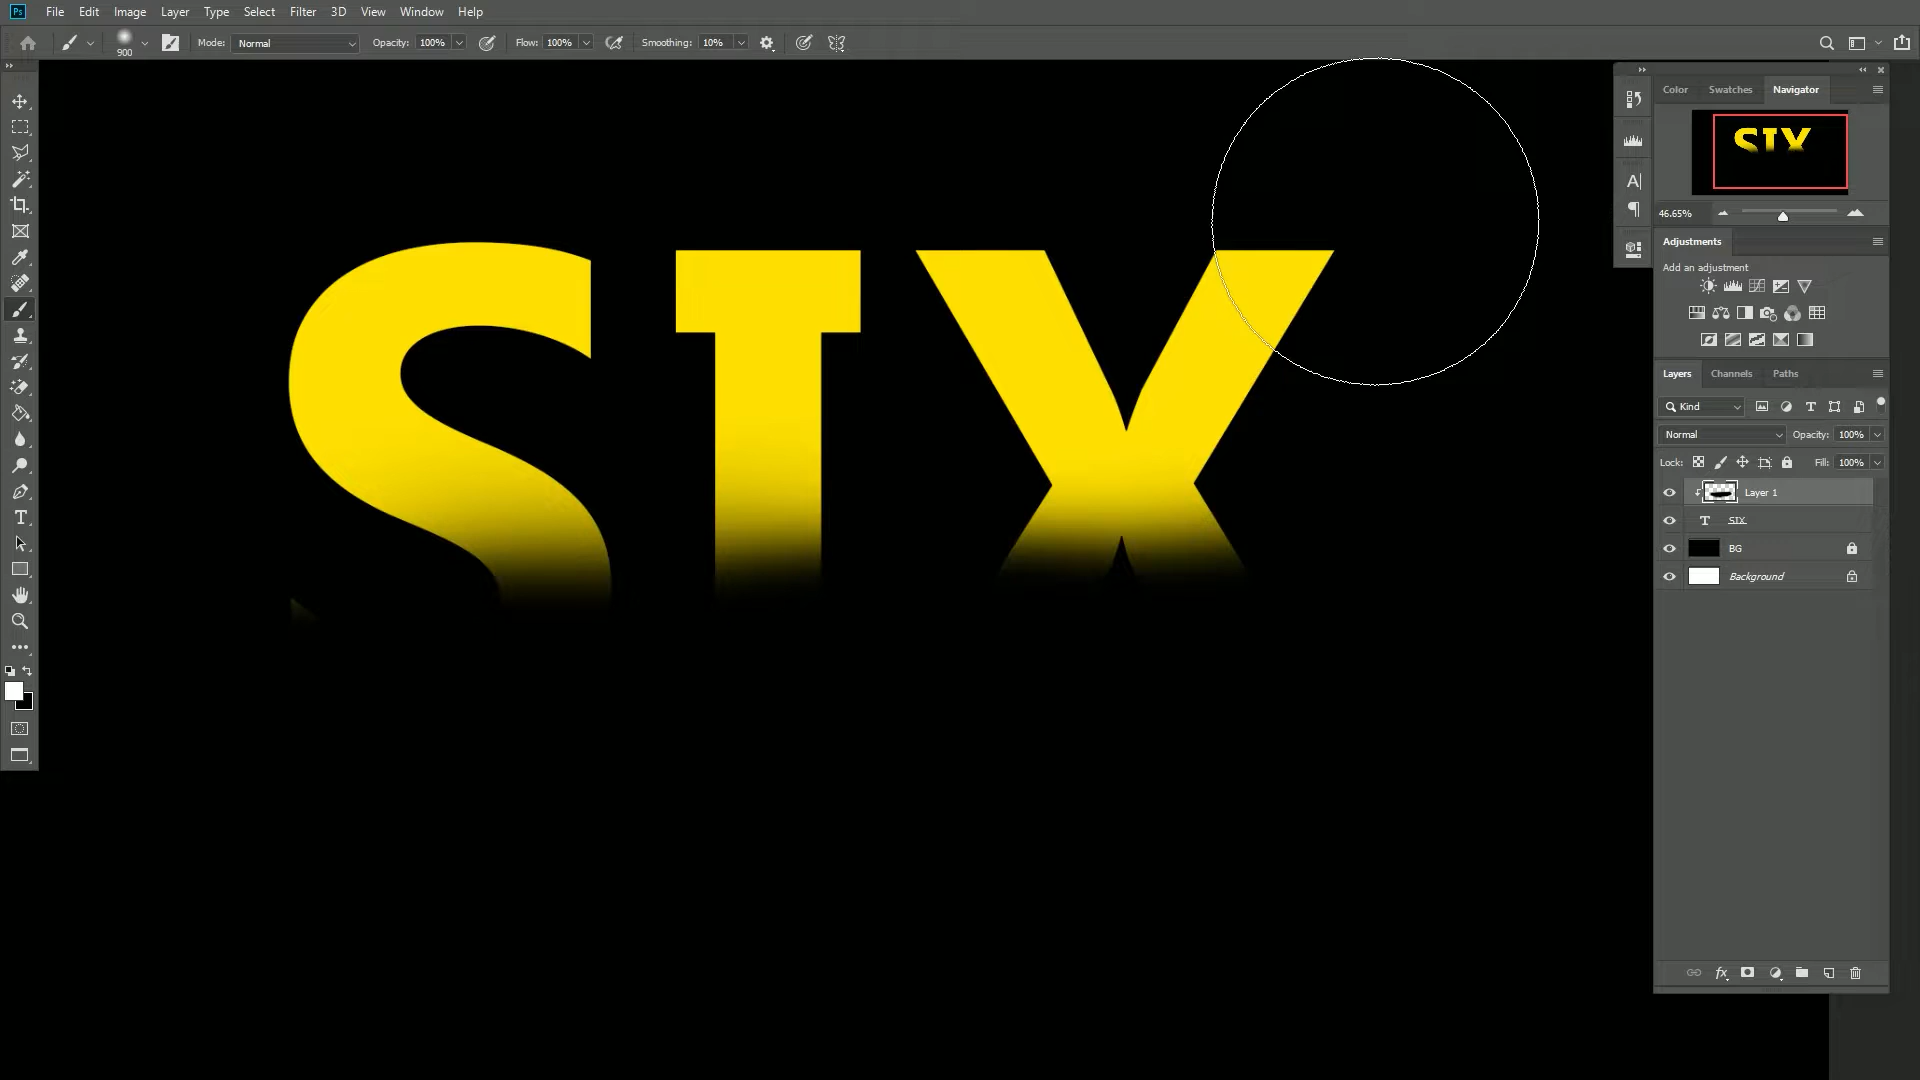 Ps File Edit Image Layer Type Select Filter 3D View Window Help
900 Mode: Normal Opacity: 100% Flow: 100% Smoothing: 10%
Color Swatches Navigator
SIX
46.65%
Adjustments
Add an adjustment
Layers Channels Paths
Kind
Normal Opacity: 100%
Lock: Fill: 100%
Layer 1
T SIX
BG
Background
fx
SIX